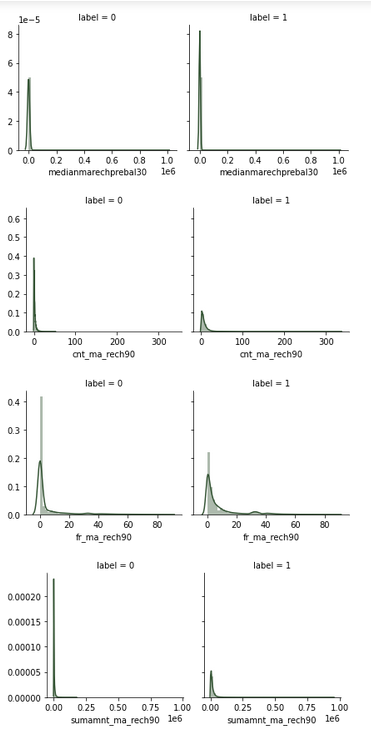 label = 0 label = 1
1e−5
8
6
4
2
0
0.0 0.2 0.4 0.6 0.8 1.0 0.0 0.2 0.4 0.6 0.8 1.0
medianmarechprebal30 1e6 medianmarechprebal30 1e6
label = 0 label = 1
0.6
0.5
0.4
0.3
0.2
0.1
0.0
0 100 200 300 0 100 200 300
cnt_ma_rech90 cnt_ma_rech90
label = 0 label = 1
0.4
0.3
0.2
0.1
0.0
0 20 40 60 80 0 20 40 60 80
fr_ma_rech90 fr_ma_rech90
label = 0 label = 1
0.00020
0.00015
0.00010
0.00005
0.00000
0.00 0.25 0.50 0.75 1.00 0.00 0.25 0.50 0.75 1.00
sumamnt_ma_rech90 1e6 sumamnt_ma_rech90 1e6